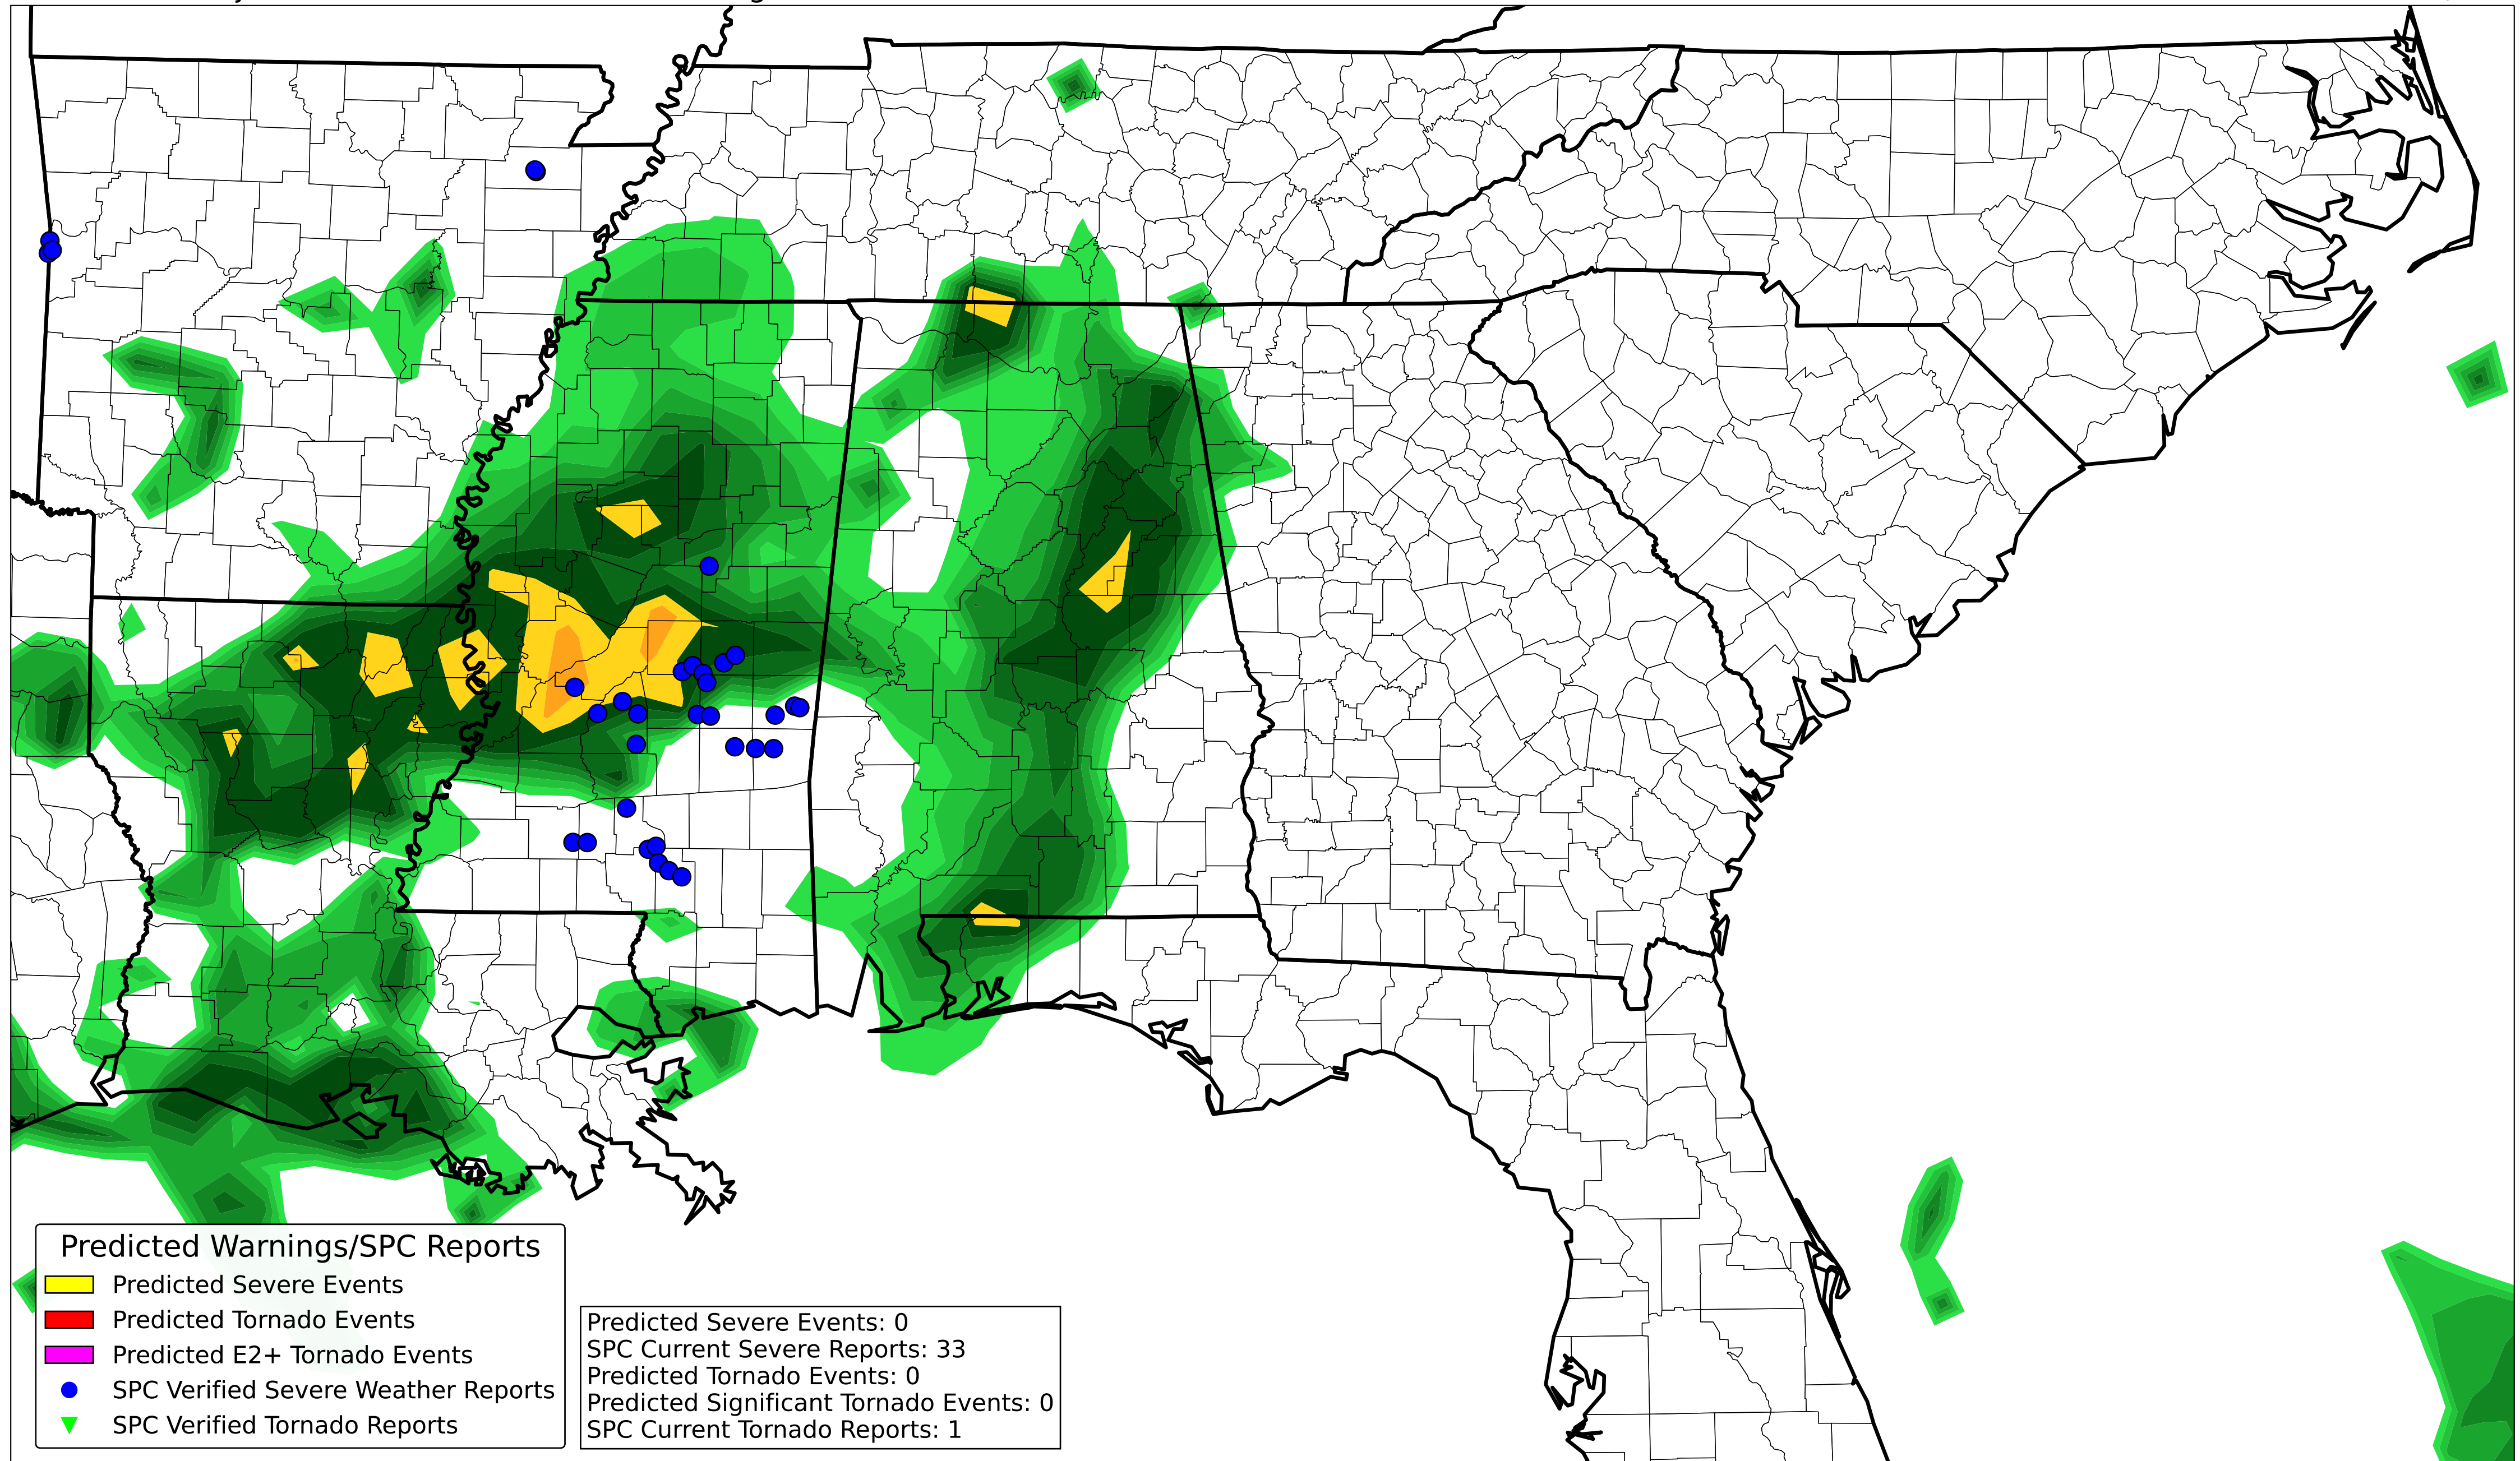 Predicted Warnings/SPC Reports
Predicted Severe Events
Predicted Tornado Events
Predicted E2+ Tornado Events
SPC Verified Severe Weather Reports
SPC Verified Tornado Reports
Predicted Severe Events: 0
SPC Current Severe Reports: 33
Predicted Tornado Events: 0
Predicted Significant Tornado Events: 0
SPC Current Tornado Reports: 1